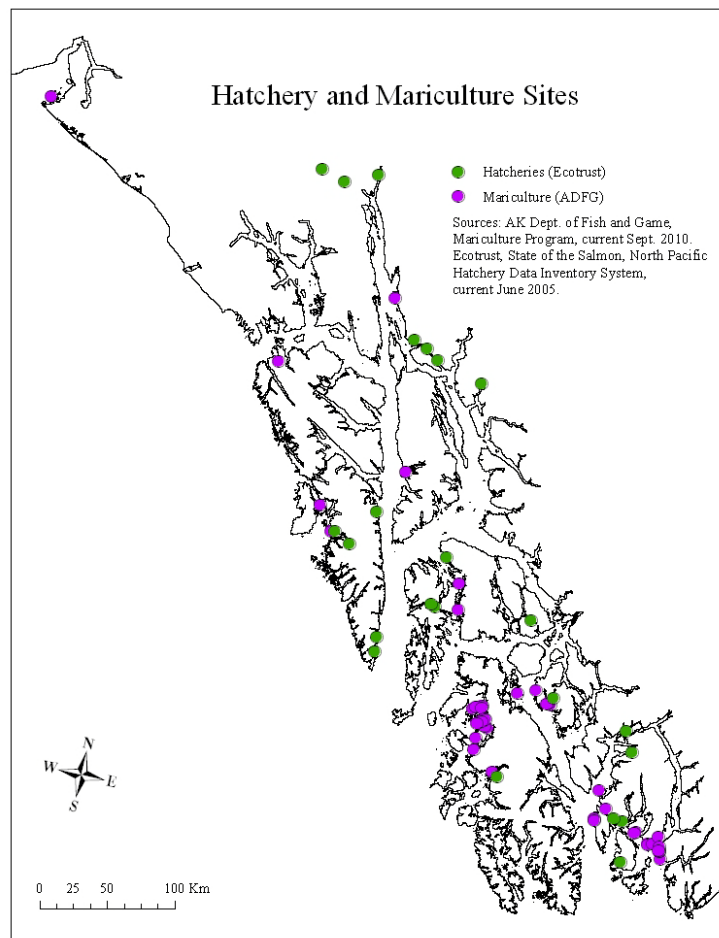 Hatchery and Mariculture Sites
Hatcheries (Ecotrust)
Mariculture (ADFG)
Sources: AK Dept. of Fish and Game,
Mariculture Program, current Sept. 2010.
Ecotrust, State of the Salmon, North Pacific
Hatchery Data Inventory System,
current June 2005.
N
W E
S
0 25 50 100 Km